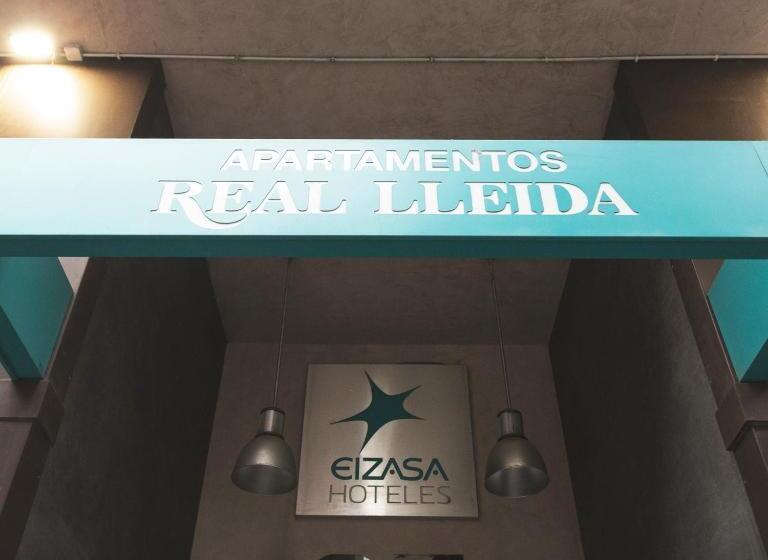 APARTAMENTOS
REAL LLEIDA
EIZASA
HOTELES